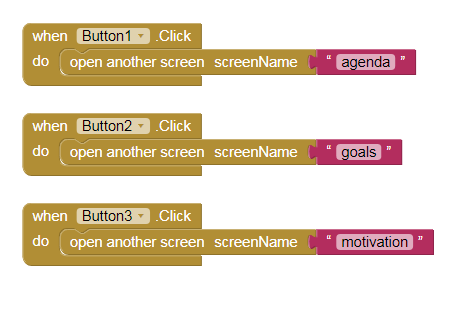 when Button1 .Click
do open another screen screenName " agenda "
when Button2 .Click
do open another screen screenName " goals "
when Button3 .Click
do open another screen screenName " motivation "